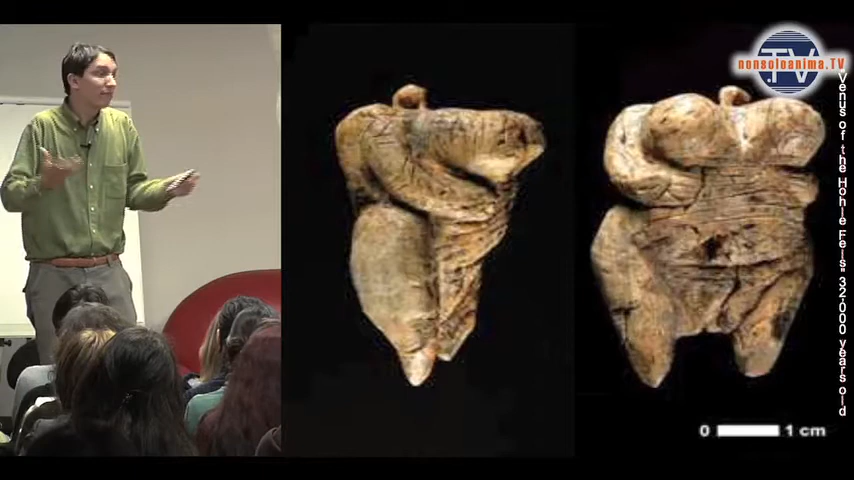 TV
nonsoloanima.TV
Venus of the Hohle Fels" 32.000 years old
0 1 cm